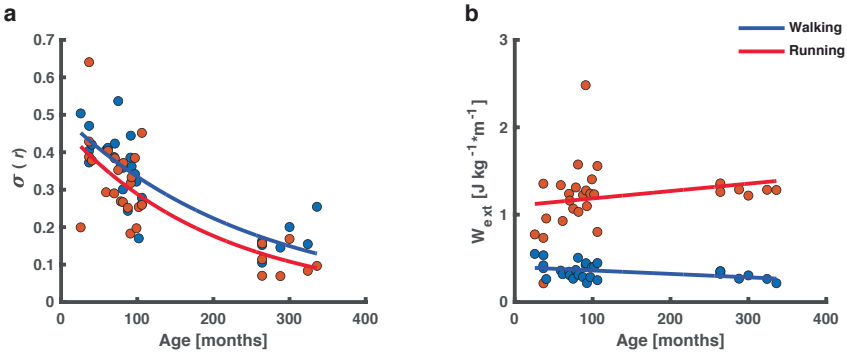 a
0.7
0.6
0.5
0.4
0.3
0.2
0.1
0
σ ( r)
0 100 200 300 400
Age [months]
b
Walking
Running
3
2
1
0
We xt [J kg -1*m-1]
0 100 200 300 400
Age [months]